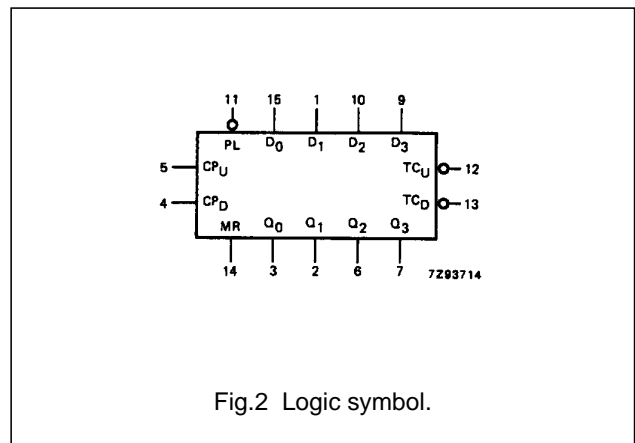 11 15 1 10 9
PL D0 D1 D2 D3
5 CPU TCU 12
4 CPD TCD 13
MR Q0 Q1 Q2 Q3
14 3 2 6 7 7Z93714
Fig.2 Logic symbol.